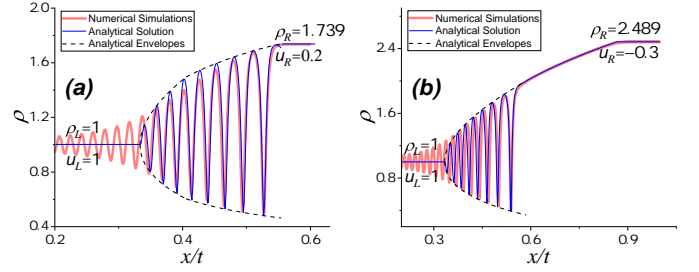 Numerical Simulations
Analytical Solution
Analytical Envelopes
ρR=1.739
uR=0.2
(a)
ρL=1
uL=1
ρ
2.0
1.6
1.2
0.8
0.4
0.2
0.4
0.6
x/t
Numerical Simulations
Analytical Solution
Analytical Envelopes
ρR=2.489
uR=−0.3
(b)
ρL=1
uL=1
ρ
2.4
1.6
0.8
0.3
0.6
0.9
x/t